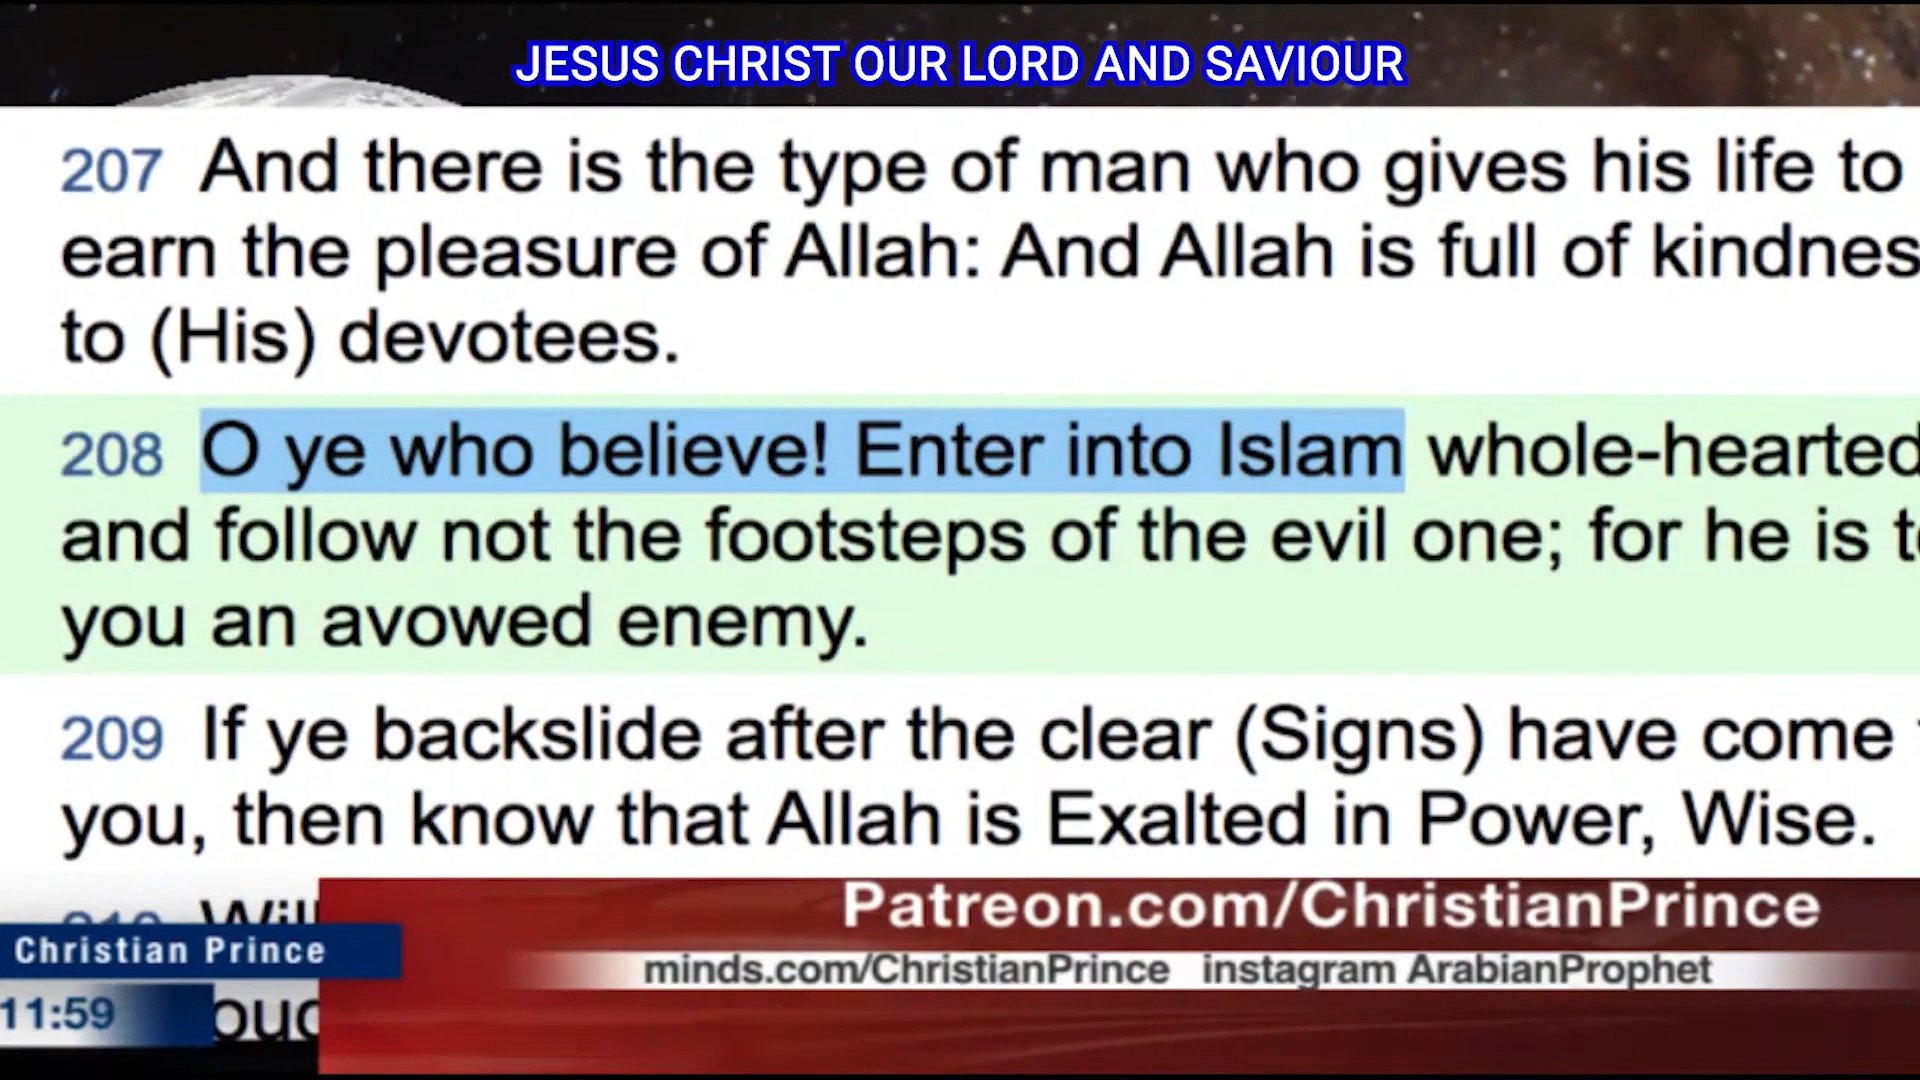 JESUS CHRIST OUR LORD AND SAVIOUR
207 And there is the type of man who gives his life to
earn the pleasure of Allah: And Allah is full of kindnes
to (His) devotees.
208 O ye who believe! Enter into Islam whole-hearted
and follow not the footsteps of the evil one; for he is t
you an avowed enemy.
209 If ye backslide after the clear (Signs) have come
you, then know that Allah is Exalted in Power, Wise.
210 Will
Patreon.com/ChristianPrince
Christian Prince
minds.com/ChristianPrince instagram ArabianProphet
11:59